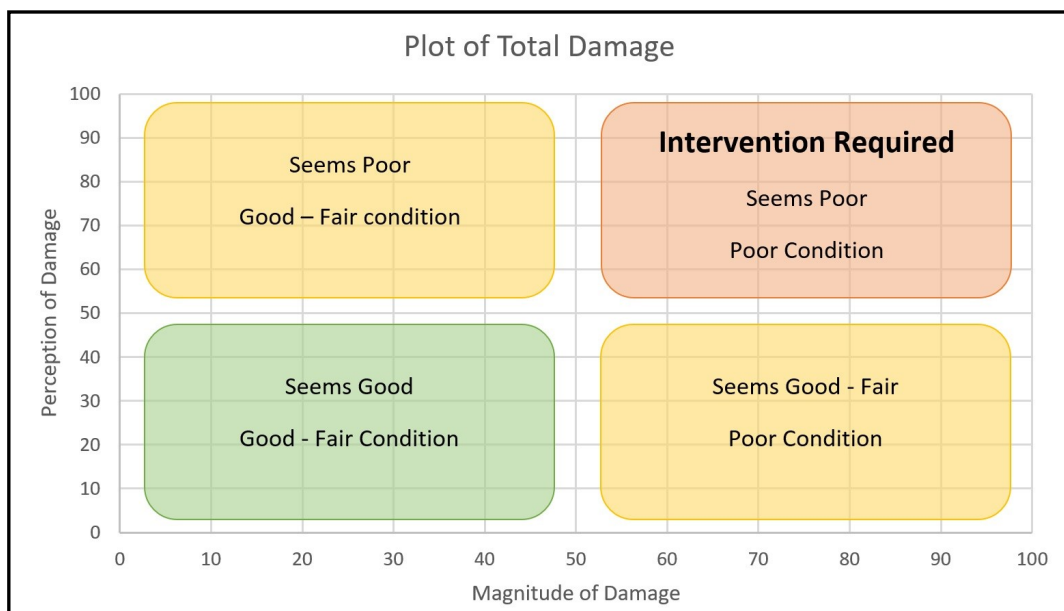 Plot of Total Damage
Perception of Damage
100
90
80
70
60
50
40
30
20
10
0
Seems Poor
Good – Fair condition
Intervention Required
Seems Poor
Poor Condition
Seems Good
Good - Fair Condition
Seems Good - Fair
Poor Condition
0 10 20 30 40 50 60 70 80 90 100
Magnitude of Damage